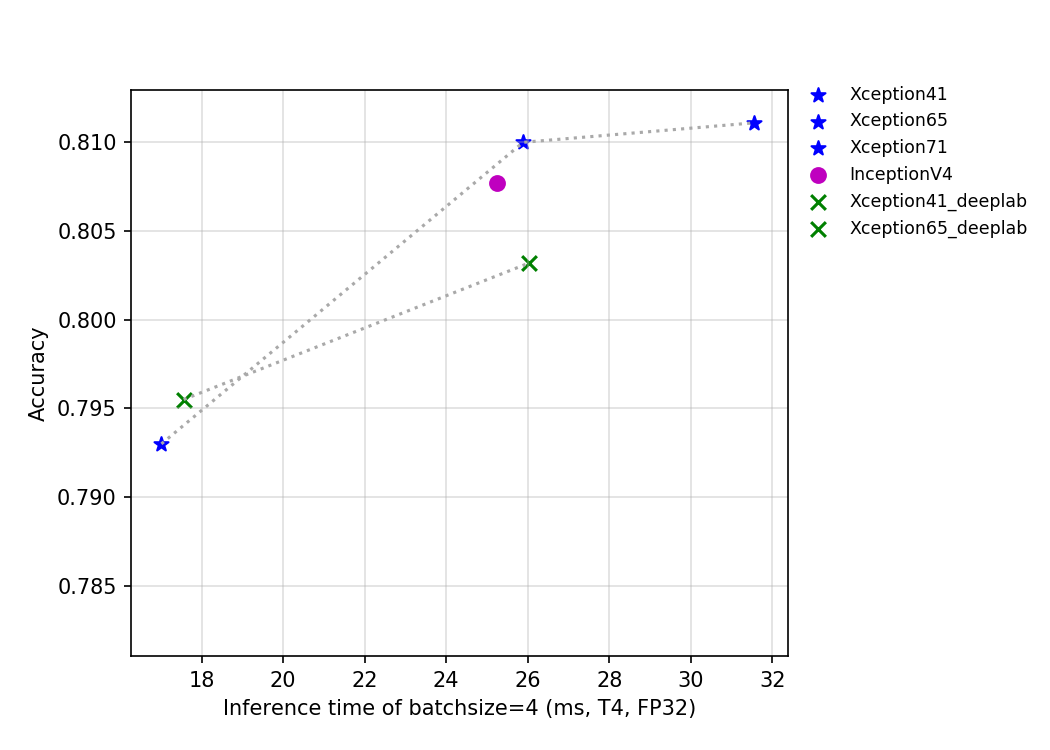 Xception41
Xception65
Xception71
InceptionV4
Xception41_deeplab
Xception65_deeplab
0.810
0.805
0.800
0.795
0.790
0.785
Accuracy
18 20 22 24 26 28 30 32
Inference time of batchsize=4 (ms, T4, FP32)